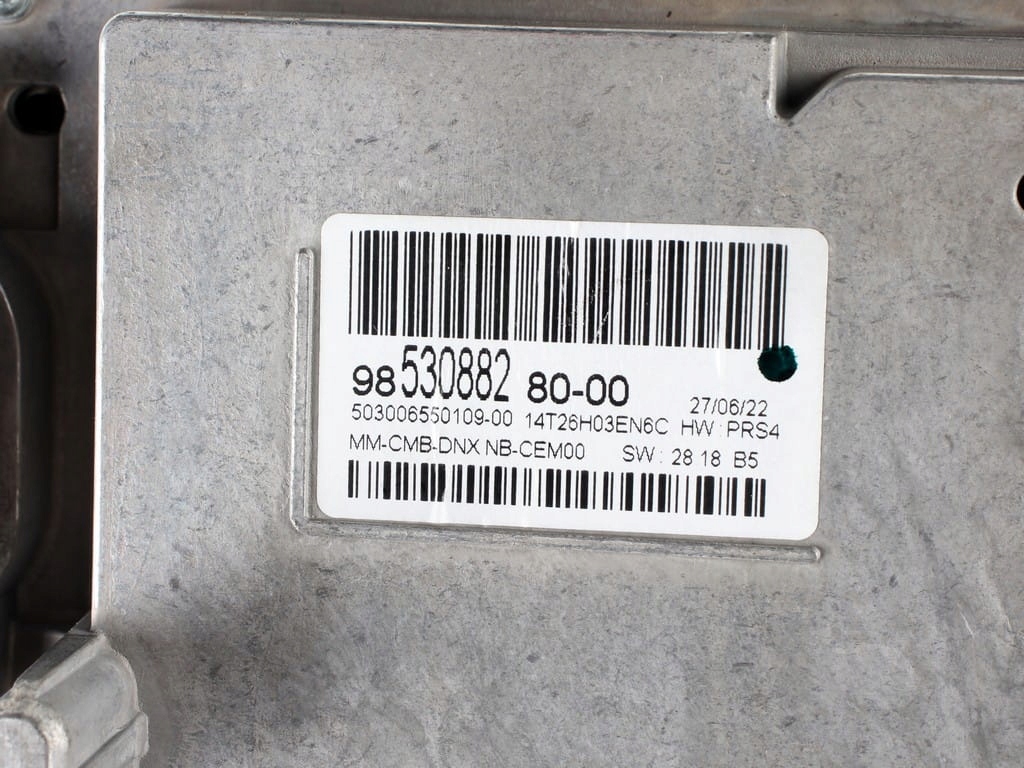 98 530882 80-00
27/06/22
503006550109-00 14T26H03EN6C HW : PRS4
MM-CMB-DNX NB-CEM00 SW : 28 18 B5